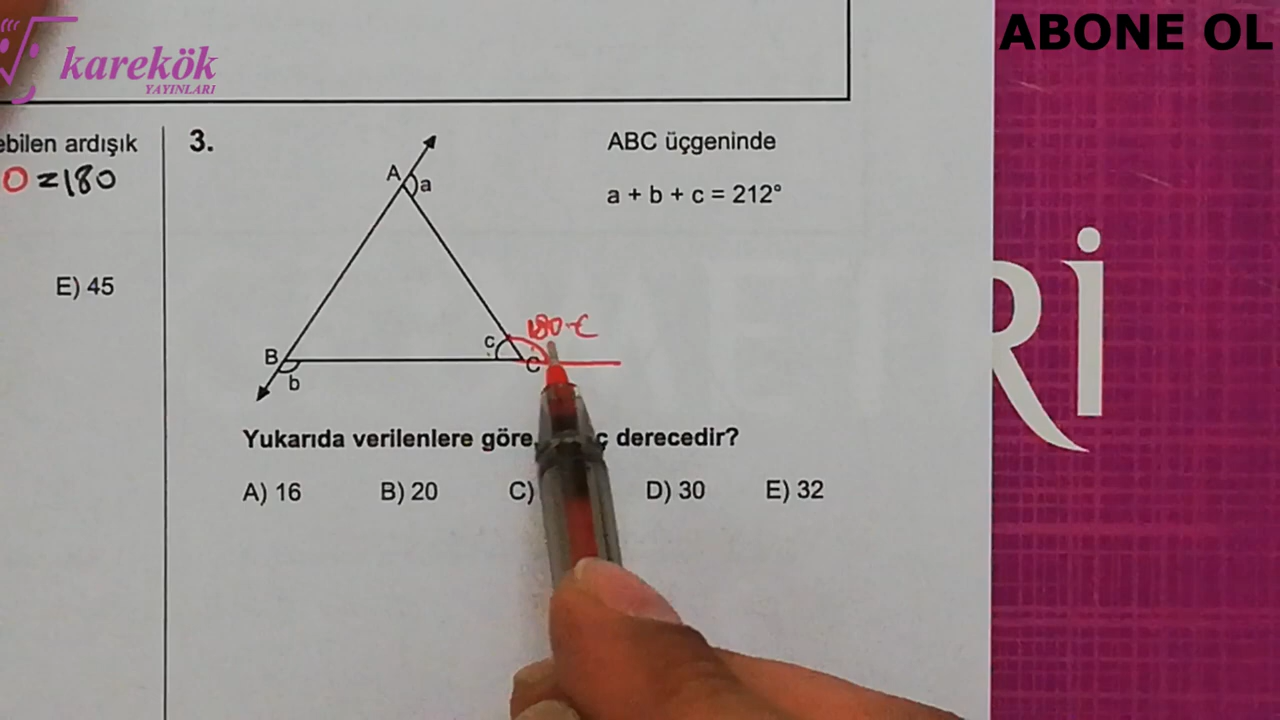 karekök
YAYINLARI
ABONE OL
ebilen ardışık
0 = 180
E) 45
3.
ABC üçgeninde
a + b + c = 212°
A
a
B
b
c
C
180-c
Yukarıda verilenlere göre, ç derecedir?
A) 16 B) 20 C) D) 30 E) 32
Rİ